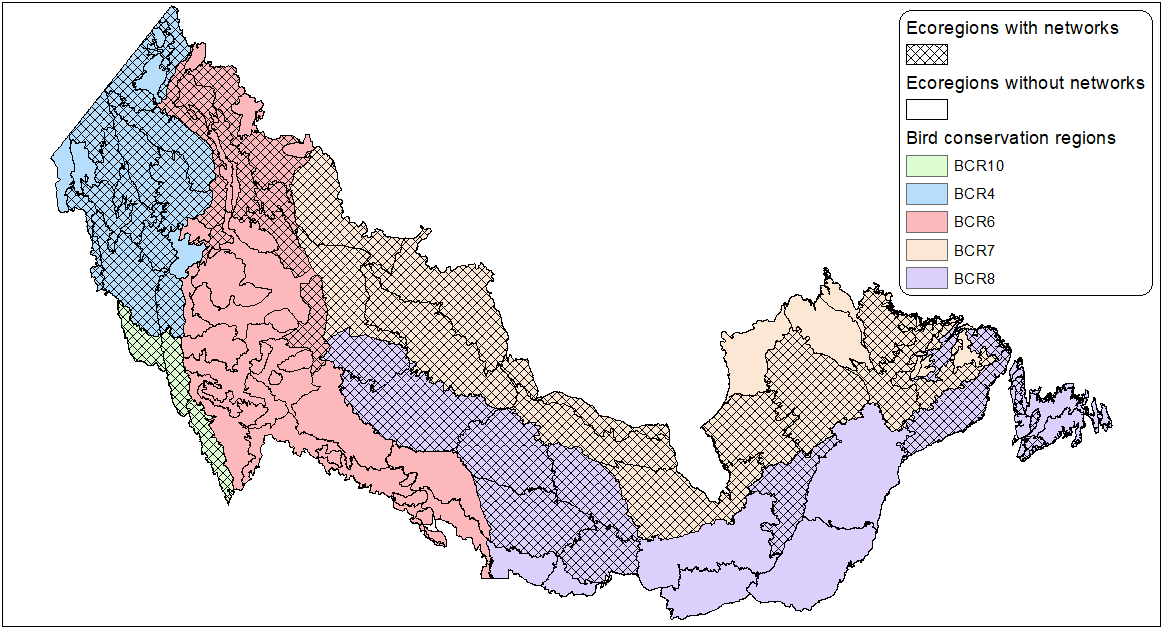 Ecoregions with networks
Ecoregions without networks
Bird conservation regions
BCR10
BCR4
BCR6
BCR7
BCR8